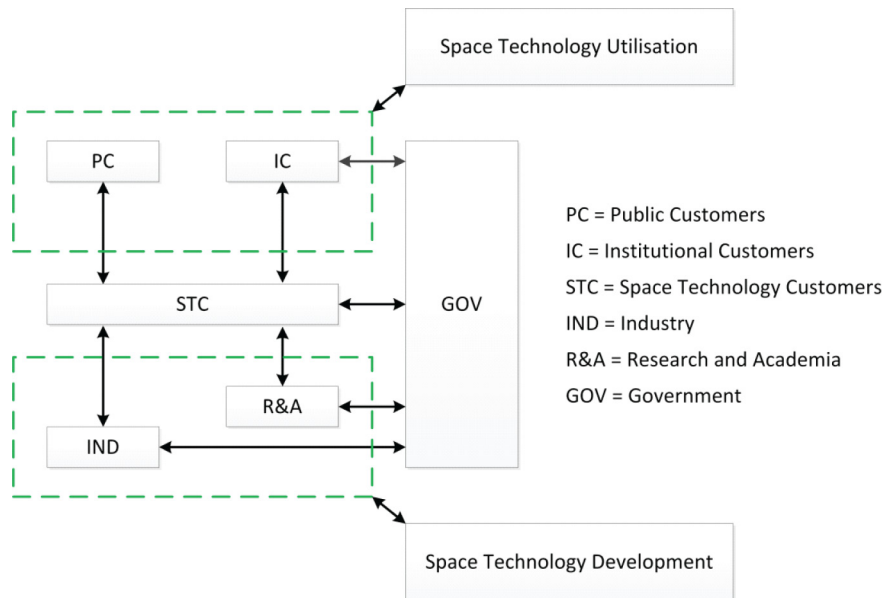 Space Technology Utilisation
PC
IC
STC
GOV
R&A
IND
PC = Public Customers
IC = Institutional Customers
STC = Space Technology Customers
IND = Industry
R&A = Research and Academia
GOV = Government
Space Technology Development